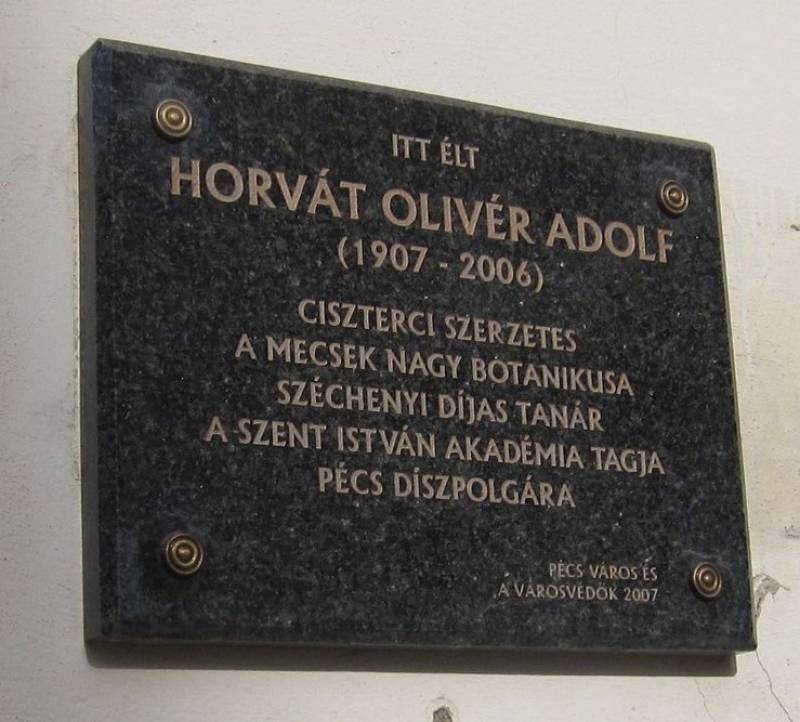 ITT ÉLT
HORVÁT OLIVÉR ADOLF
(1907 - 2006)
CISZTERCI SZERZETES
A MECSEK NAGY BOTANIKUSA
SZÉCHENYI DÍJAS TANÁR
A SZENT ISTVÁN AKADÉMIA TAGJA
PÉCS DÍSZPOLGÁRA
PÉCS VÁROS ÉS
A VÁROSVÉDŐK 2007